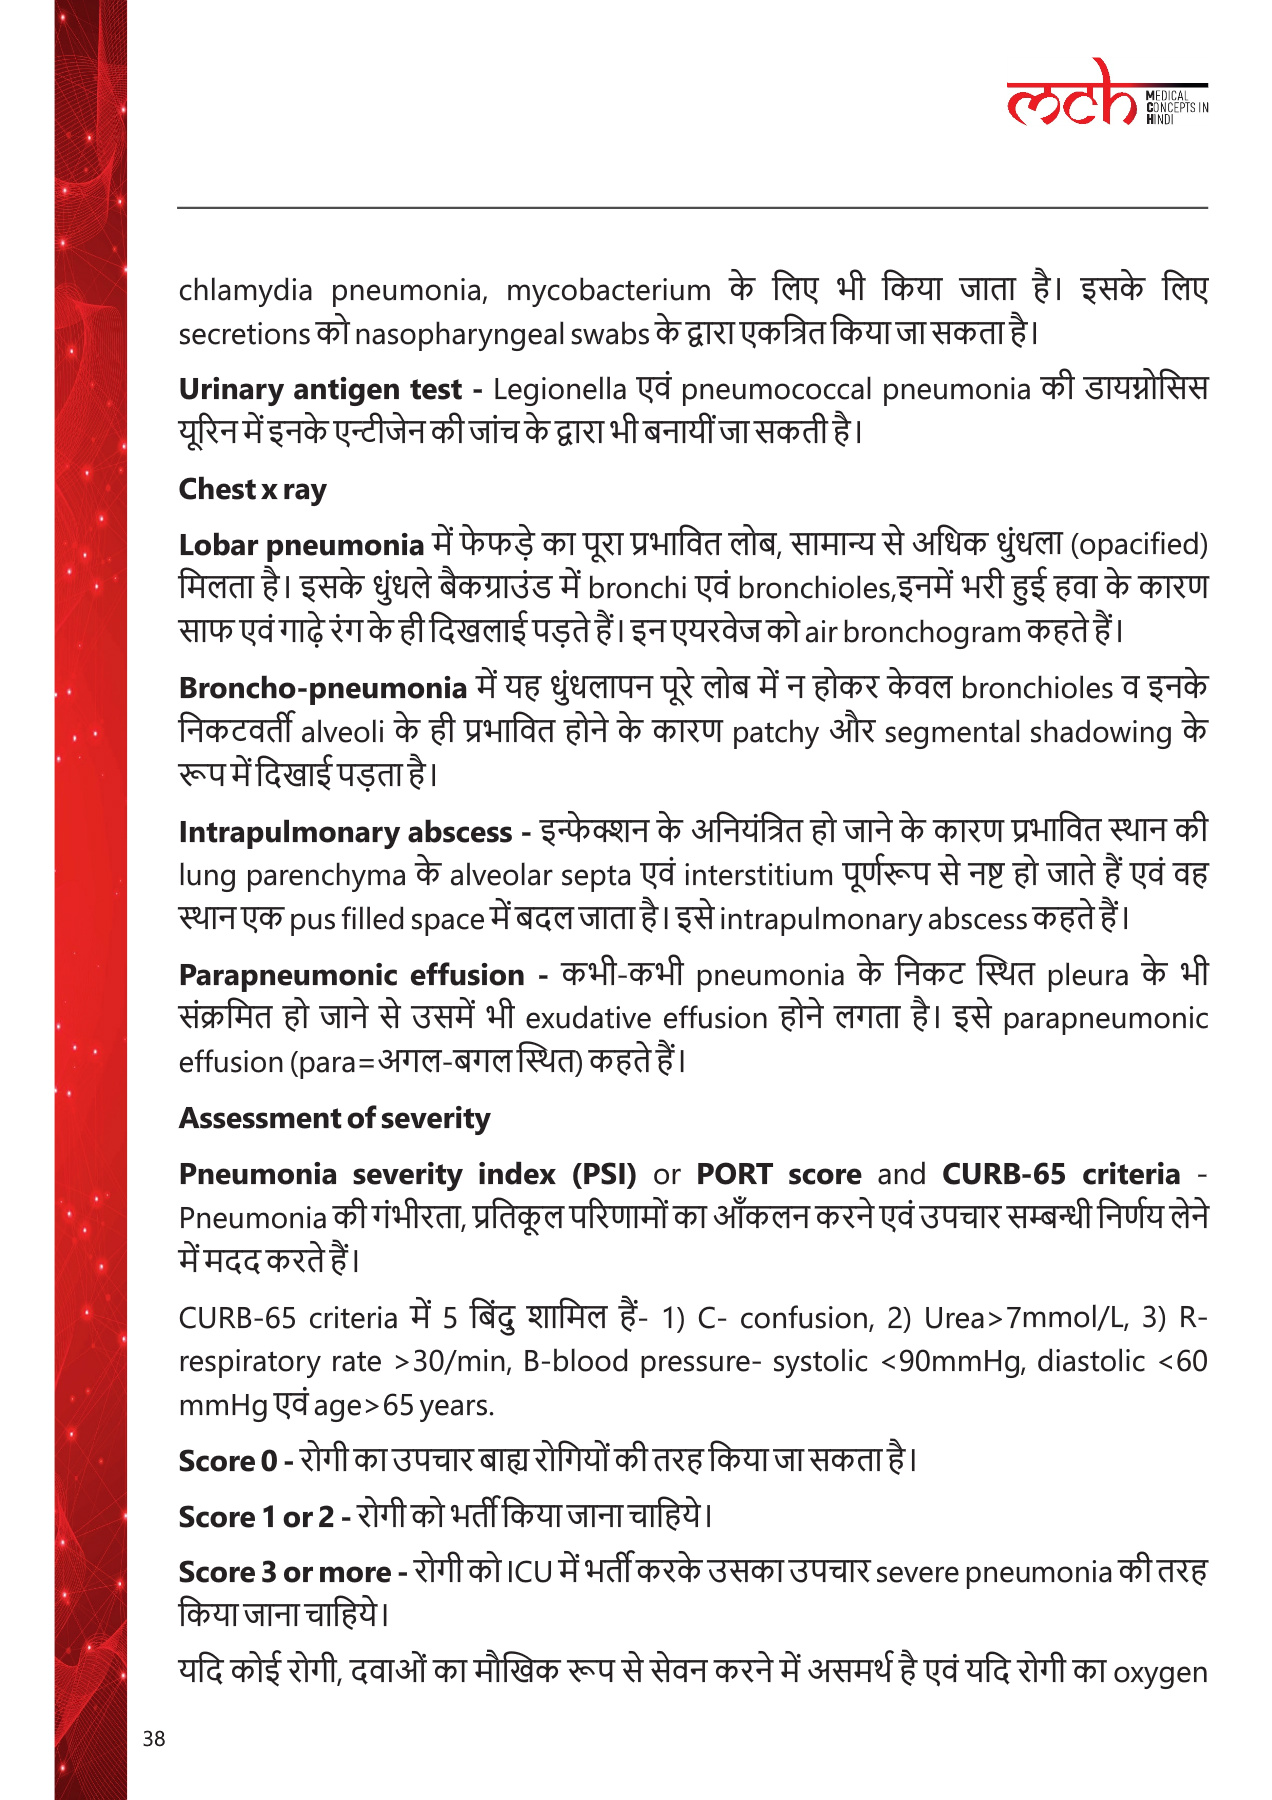 mch MEDICAL
CONCEPTS IN
HINDI
chlamydia pneumonia, mycobacterium के लिए भी किया जाता है। इसके लिए
secretions को nasopharyngeal swabs के द्वारा एकत्रित किया जा सकता है।
Urinary antigen test - Legionella एवं pneumococcal pneumonia की डायग्नोसिस
यूरिन में इनके एन्टीजेन की जांच के द्वारा भी बनायीं जा सकती है।
Chest x ray
Lobar pneumonia में फेफड़े का पूरा प्रभावित लोब, सामान्य से अधिक धुंधला (opacified)
मिलता है। इसके धुंधले बैकग्राउंड में bronchi एवं bronchioles,इनमें भरी हुई हवा के कारण
साफ एवं गाढ़े रंग के ही दिखलाई पड़ते हैं। इन एयरवेज को air bronchogram कहते हैं।
Broncho-pneumonia में यह धुंधलापन पूरे लोब में न होकर केवल bronchioles व इनके
निकटवर्ती alveoli के ही प्रभावित होने के कारण patchy और segmental shadowing के
रूप में दिखाई पड़ता है।
Intrapulmonary abscess - इन्फेक्शन के अनियंत्रित हो जाने के कारण प्रभावित स्थान की
lung parenchyma के alveolar septa एवं interstitium पूर्णरूप से नष्ट हो जाते हैं एवं वह
स्थान एक pus filled space में बदल जाता है। इसे intrapulmonary abscess कहते हैं।
Parapneumonic effusion - कभी-कभी pneumonia के निकट स्थित pleura के भी
संक्रमित हो जाने से उसमें भी exudative effusion होने लगता है। इसे parapneumonic
effusion (para=अगल-बगल स्थित) कहते हैं।
Assessment of severity
Pneumonia severity index (PSI) or PORT score and CURB-65 criteria -
Pneumonia की गंभीरता, प्रतिकूल परिणामों का आँकलन करने एवं उपचार सम्बन्धी निर्णय लेने
में मदद करते हैं।
CURB-65 criteria में 5 बिंदु शामिल हैं- 1) C- confusion, 2) Urea>7mmol/L, 3) R-
respiratory rate >30/min, B-blood pressure- systolic <90mmHg, diastolic <60
mmHg एवं age>65 years.
Score 0 - रोगी का उपचार बाह्य रोगियों की तरह किया जा सकता है।
Score 1 or 2 - रोगी को भर्ती किया जाना चाहिये।
Score 3 or more - रोगी को ICU में भर्ती करके उसका उपचार severe pneumonia की तरह
किया जाना चाहिये।
यदि कोई रोगी, दवाओं का मौखिक रूप से सेवन करने में असमर्थ है एवं यदि रोगी का oxygen
38